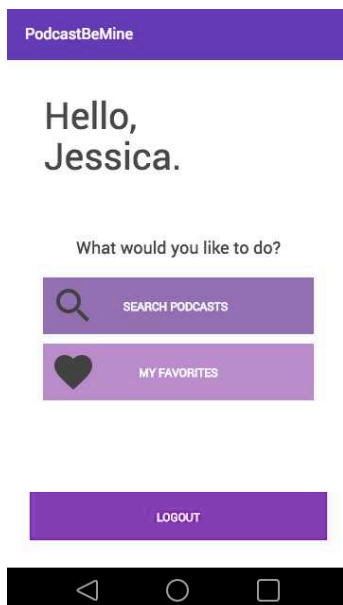 PodcastBeMine
Hello,
Jessica.
What would you like to do?
SEARCH PODCASTS
MY FAVORITES
LOGOUT